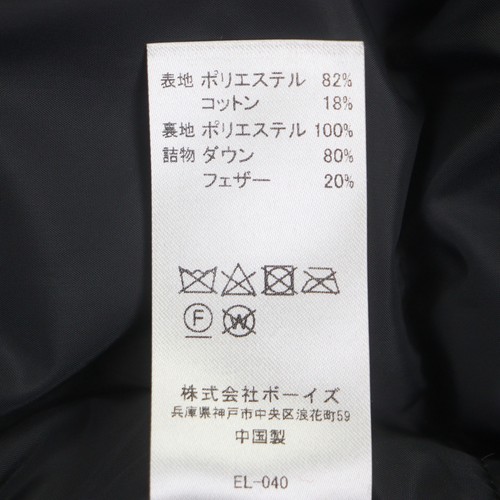 表地 ポリエステル 82%
コットン 18%
裏地 ポリエステル 100%
詰物 ダウン 80%
フェザー 20%
F W
株式会社ボーイズ
兵庫県神戸市中央区浪花町59
中国製
EL-040